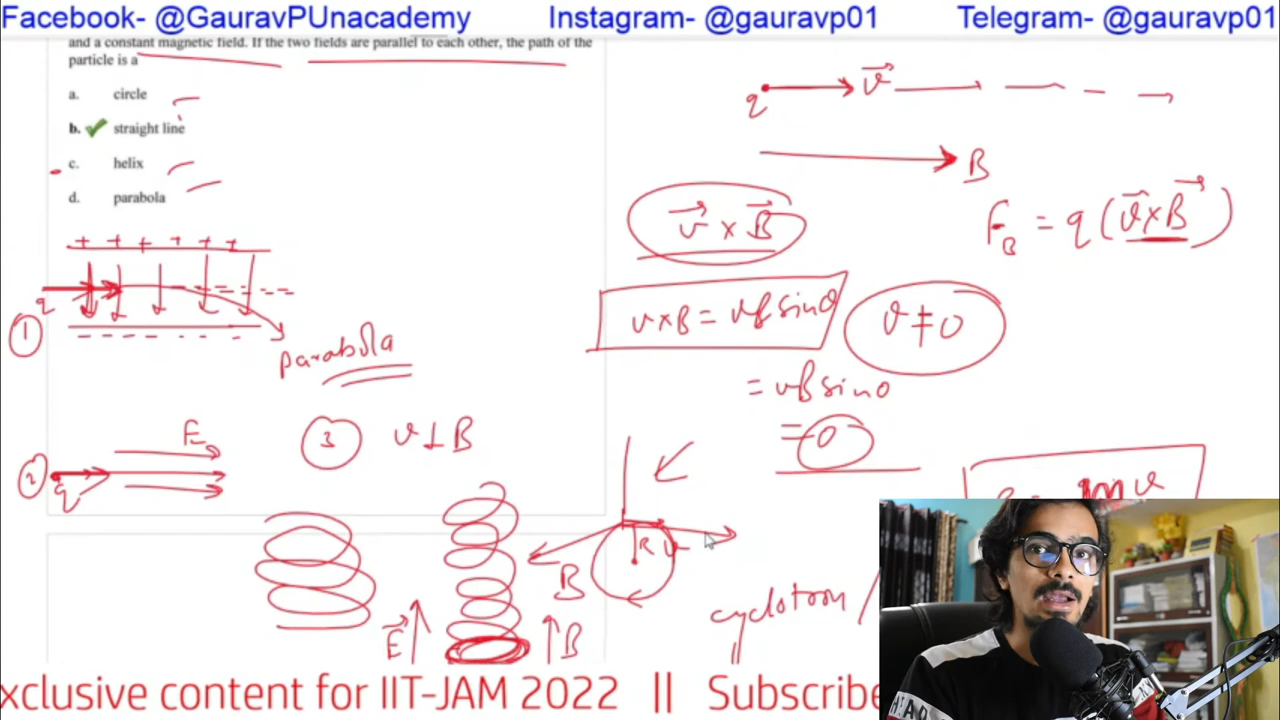 Facebook- @GauravPUnacademy Instagram- @gauravp01 Telegram- @gauravp01
and a constant magnetic field. If the two fields are parallel to each other, the path of the
particle is a
a. circle
b. straight line
c. helix
d. parabola
q v⃗
B
v⃗ × B⃗
F_B = q (v⃗ × B⃗)
v×B = vB sinθ
v ≠ 0
= vB sin0
= 0
+ + + + + +
q
①
parabola
② q E
③ v ⊥ B
E⃗
B
B
R v
mv
cyclotron /
xclusive content for IIT-JAM 2022 || Subscribe